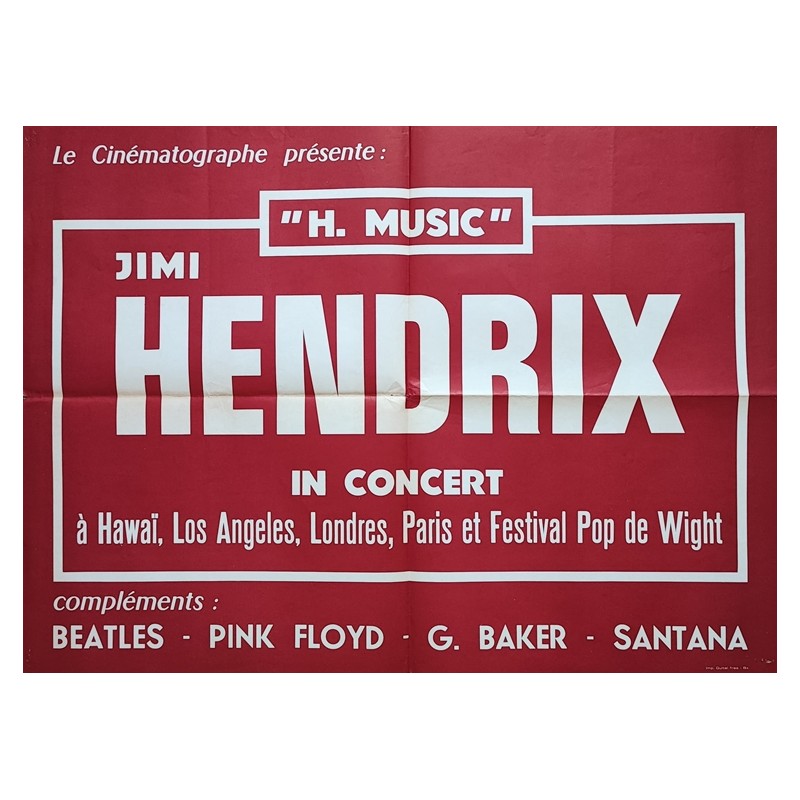 Le Cinématographe présente :
"H. MUSIC"
JIMI
HENDRIX
IN CONCERT
à Hawaï, Los Angeles, Londres, Paris et Festival Pop de Wight
compléments :
BEATLES - PINK FLOYD - G. BAKER - SANTANA